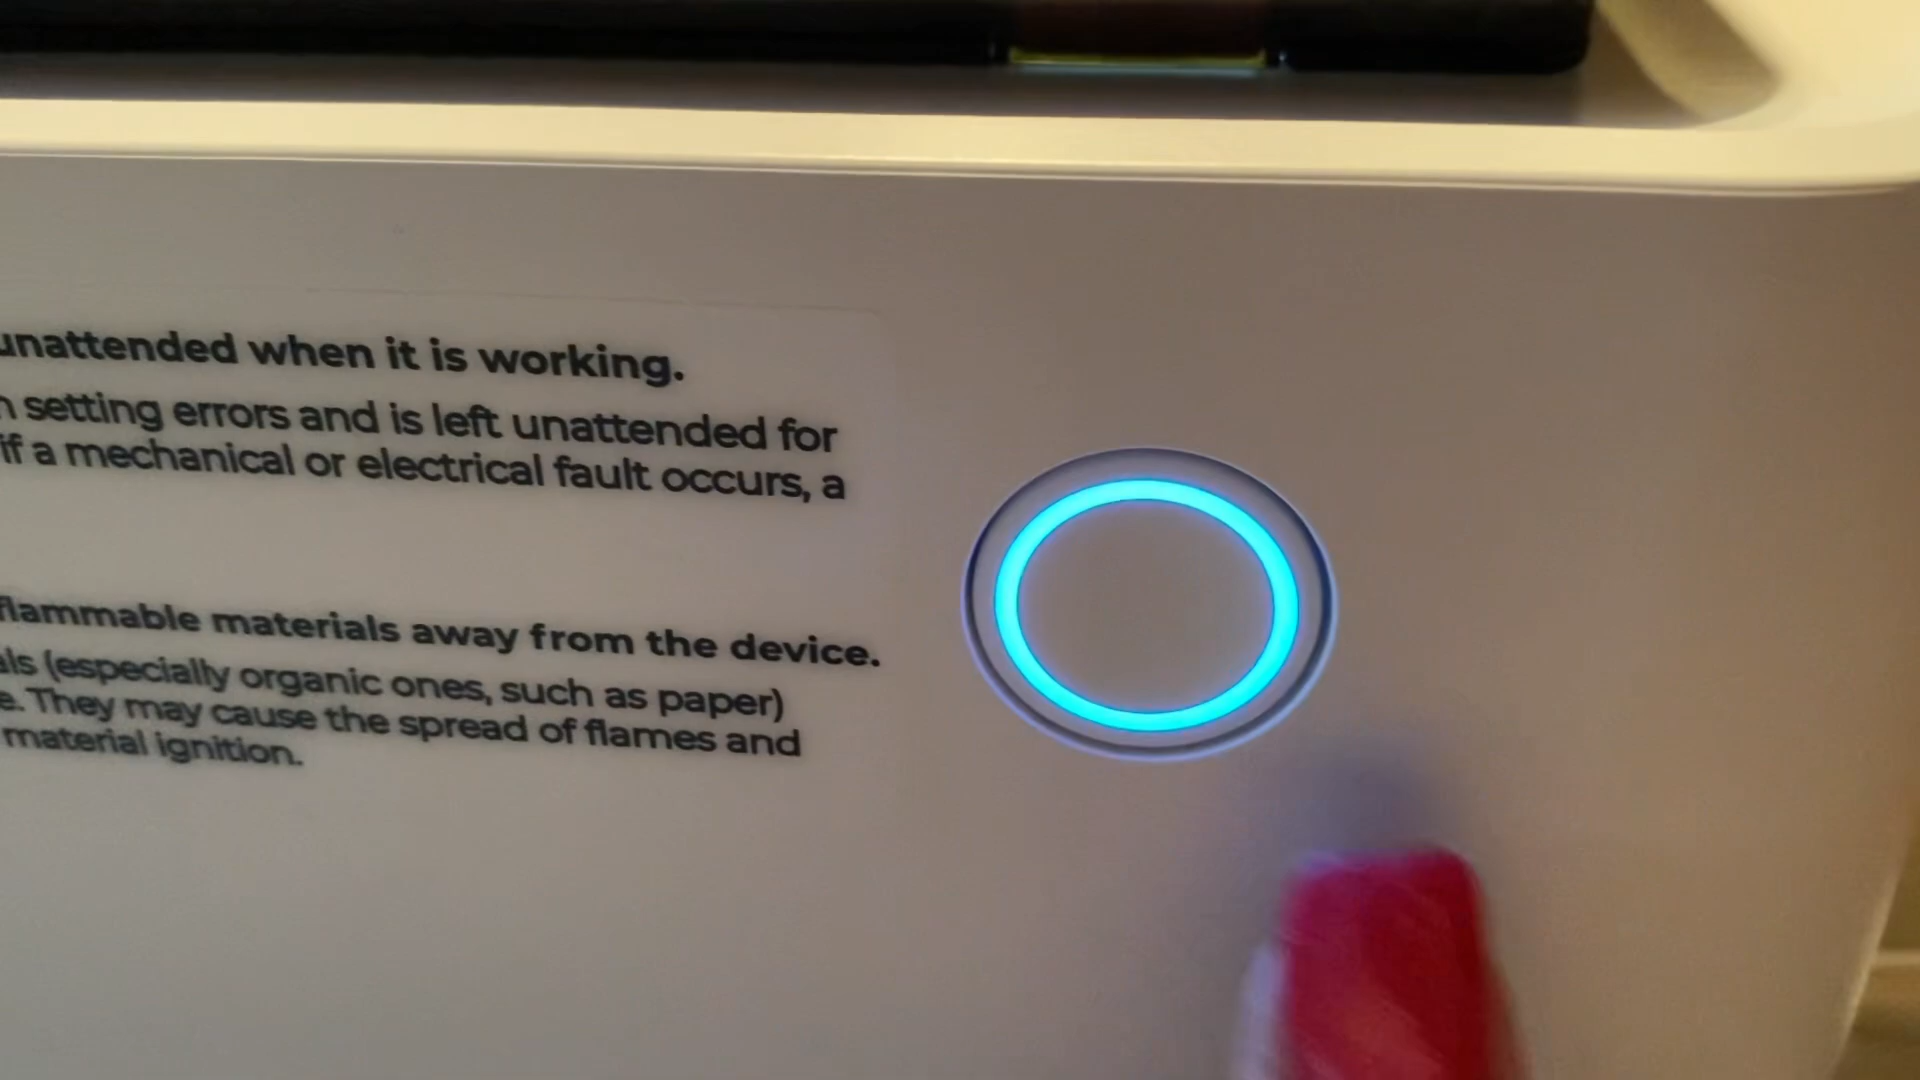 unattended when it is working.
setting errors and is left unattended for
if a mechanical or electrical fault occurs, a
flammable materials away from the device.
(especially organic ones, such as paper)
They may cause the spread of flames and
material ignition.